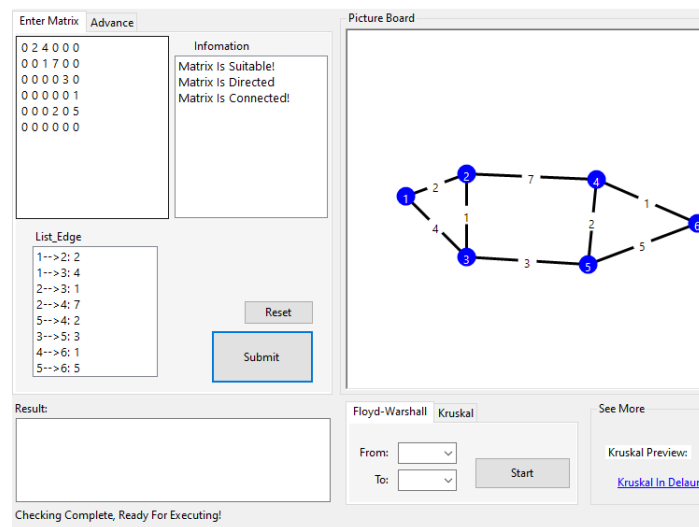 Enter Matrix
Advance
Infomation
0 2 4 0 0 0
0 0 1 7 0 0
0 0 0 0 3 0
0 0 0 0 0 1
0 0 0 2 0 5
0 0 0 0 0 0
Matrix Is Suitable!
Matrix Is Directed
Matrix Is Connected!
List_Edge
1-->2: 2
1-->3: 4
2-->3: 1
2-->4: 7
5-->4: 2
3-->5: 3
4-->6: 1
5-->6: 5
Reset
Submit
Picture Board
2
2
7
4
1
1
4
1
2
6
3
3
5
5
Result:
Checking Complete, Ready For Executing!
Floyd-Warshall
Kruskal
From:
To:
Start
See More
Kruskal Preview:
Kruskal In Delaun